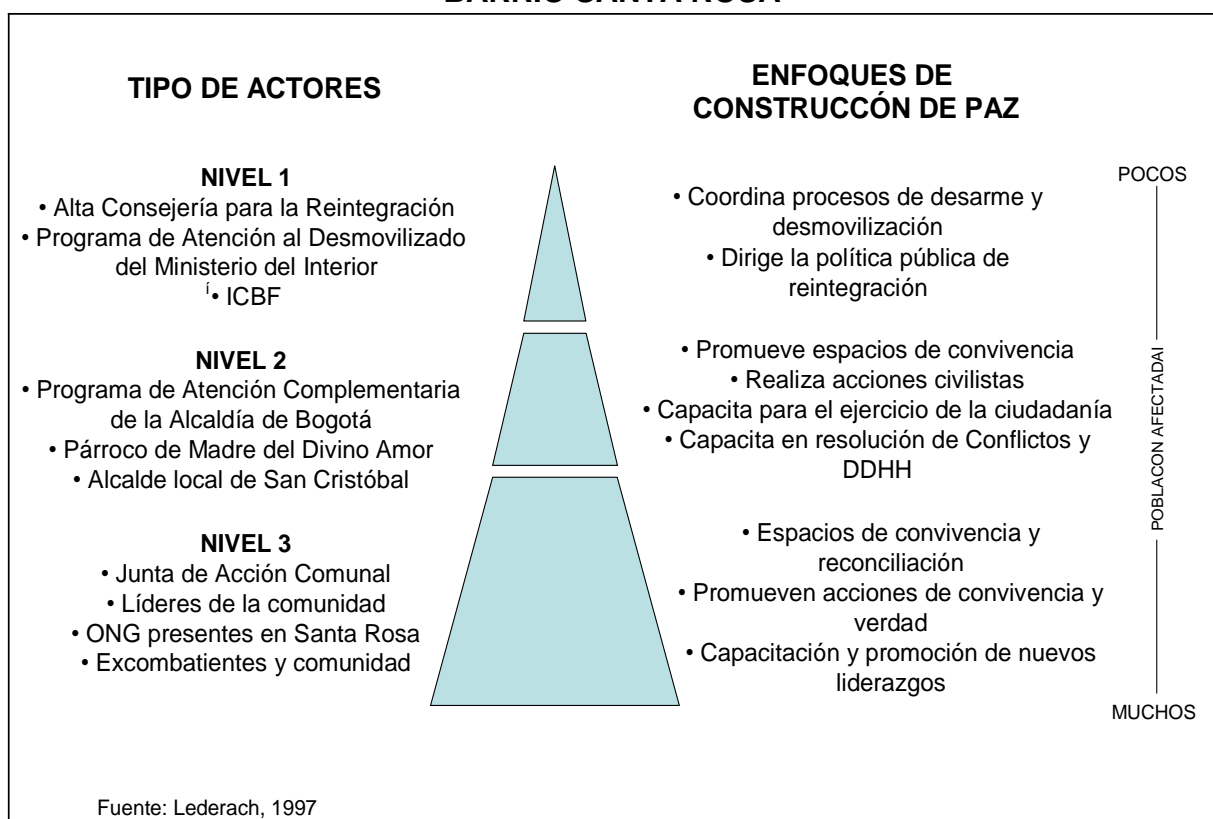 BARRIO SANTA ROSA
TIPO DE ACTORES
NIVEL 1
• Alta Consejería para la Reintegración
• Programa de Atención al Desmovilizado
del Ministerio del Interior
í• ICBF
NIVEL 2
• Programa de Atención Complementaria
de la Alcaldía de Bogotá
• Párroco de Madre del Divino Amor
• Alcalde local de San Cristóbal
NIVEL 3
• Junta de Acción Comunal
• Líderes de la comunidad
• ONG presentes en Santa Rosa
• Excombatientes y comunidad
ENFOQUES DE
CONSTRUCCÓN DE PAZ
• Coordina procesos de desarme y
desmovilización
• Dirige la política pública de
reintegración
• Promueve espacios de convivencia
• Realiza acciones civilistas
• Capacita para el ejercicio de la ciudadanía
• Capacita en resolución de Conflictos y
DDHH
• Espacios de convivencia y
reconciliación
• Promueven acciones de convivencia y
verdad
• Capacitación y promoción de nuevos
liderazgos
POCOS
POBLACON AFECTADAI
MUCHOS
Fuente: Lederach, 1997